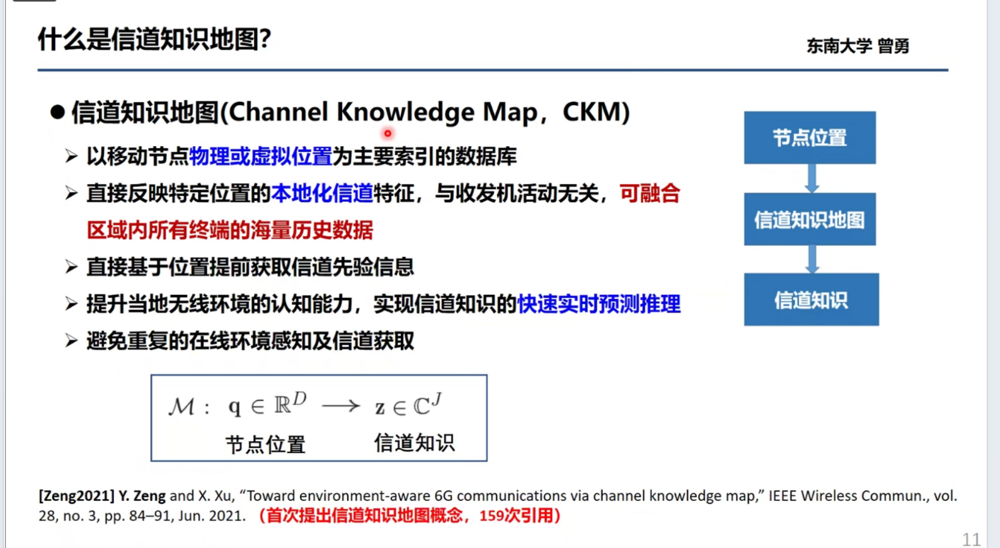 什么是信道知识地图?
东南大学 曾勇
●信道知识地图(Channel Knowledge Map，CKM)
➢ 以移动节点物理或虚拟位置为主要索引的数据库
➢ 直接反映特定位置的本地化信道特征，与收发机活动无关，可融合
区域内所有终端的海量历史数据
➢ 直接基于位置提前获取信道先验信息
➢ 提升当地无线环境的认知能力，实现信道知识的快速实时预测推理
➢ 避免重复的在线环境感知及信道获取
节点位置
信道知识地图
信道知识
ℳ : q ∈ ℝ^D ⟶ z ∈ ℂ^J
节点位置 信道知识
[Zeng2021] Y. Zeng and X. Xu, “Toward environment-aware 6G communications via channel knowledge map,” IEEE Wireless Commun., vol.
28, no. 3, pp. 84–91, Jun. 2021. （首次提出信道知识地图概念，159次引用）
11